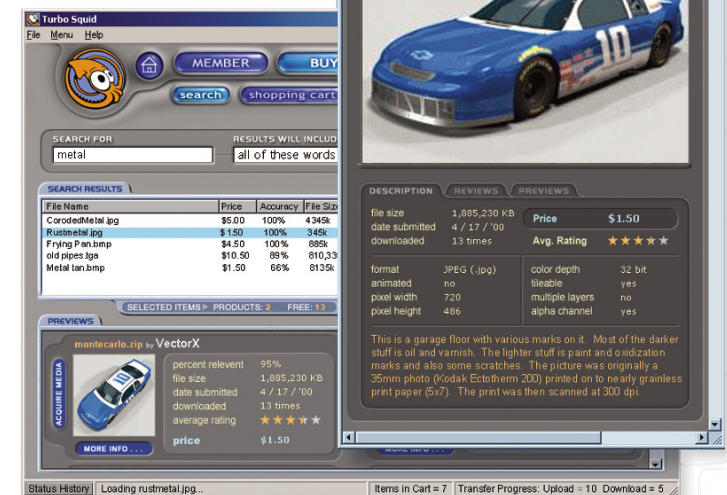 Turbo Squid
File Menu Help
MEMBER
BUY
search
shopping cart
SEARCH FOR
RESULTS WILL INCLUD
metal
all of these words
SEARCH RESULTS
File Name Price Accuracy File Siz
CorodedMetal.jpg $5.00 100% 4345k
Rustmetal.jpg $1.50 100% 345k
Frying Pan.bmp $4.50 100% 885k
old pipes.tga $10.50 89% 810,33
Metal tan.bmp $1.50 66% 8135k
SELECTED ITEMS PRODUCTS: 2 FREE: 13
PREVIEWS
montecarlo.zip by VectorX
ACQUIRE MEDIA
10
MORE INFO . . .
percent relevent 95%
file size 1,885,230 KB
date submitted 4 / 17 / '00
downloaded 13 times
average rating
price $1.50
Status History Loading rustmetal.jpg...
Items in Cart = 7 Transfer Progress: Upload = 10 Download = 5
10
DESCRIPTION REVIEWS PREVIEWS
file size 1,885,230 KB
date submitted 4 / 17 / '00
downloaded 13 times
Price $1.50
Avg. Rating
format JPEG (.jpg)
animated no
pixel width 720
pixel height 486
color depth 32 bit
tileable yes
multiple layers no
alpha channel yes
This is a garage floor with various marks on it. Most of the darker
stuff is oil and varnish. The lighter stuff is paint and oxidization
marks and also some scratches. The picture was originally a
35mm photo (Kodak Ectotherm 200) printed on to nearly grainless
print paper (5x7). The print was then scanned at 300 dpi.